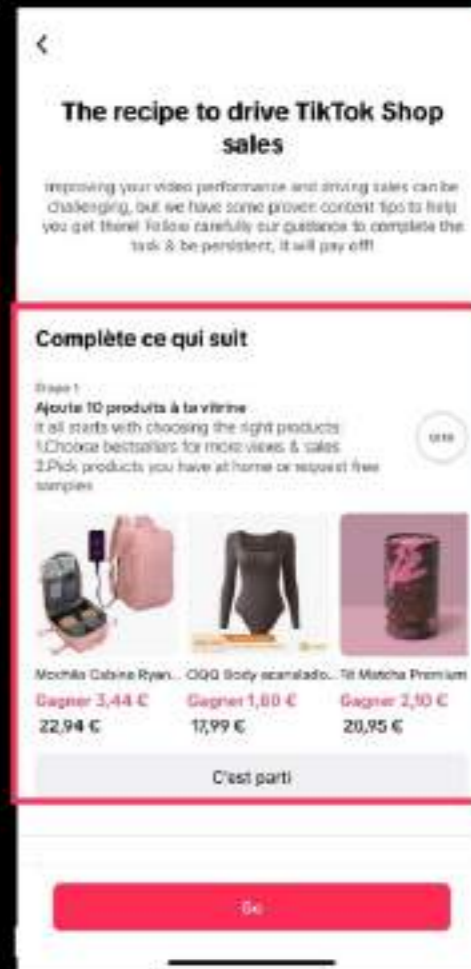 The recipe to drive TikTok Shop
sales
Improving your video performance and driving sales can be
challenging, but we have some proven content tips to help
you get there! Follow carefully our guidance to complete the
task & be persistent, it will pay off!
Complète ce qui suit
Étape 1
Ajoute 10 produits à ta vitrine
It all starts with choosing the right products
1.Choose bestsellers for more views & sales
2.Pick products you have at home or request free
samples
Mochila Cabina Ryan... OQQ Body acanalado... Té Matcha Premium
Gagner 3,44 € Gagner 1,80 € Gagner 2,10 €
22,94 € 17,99 € 20,95 €
C'est parti
Go